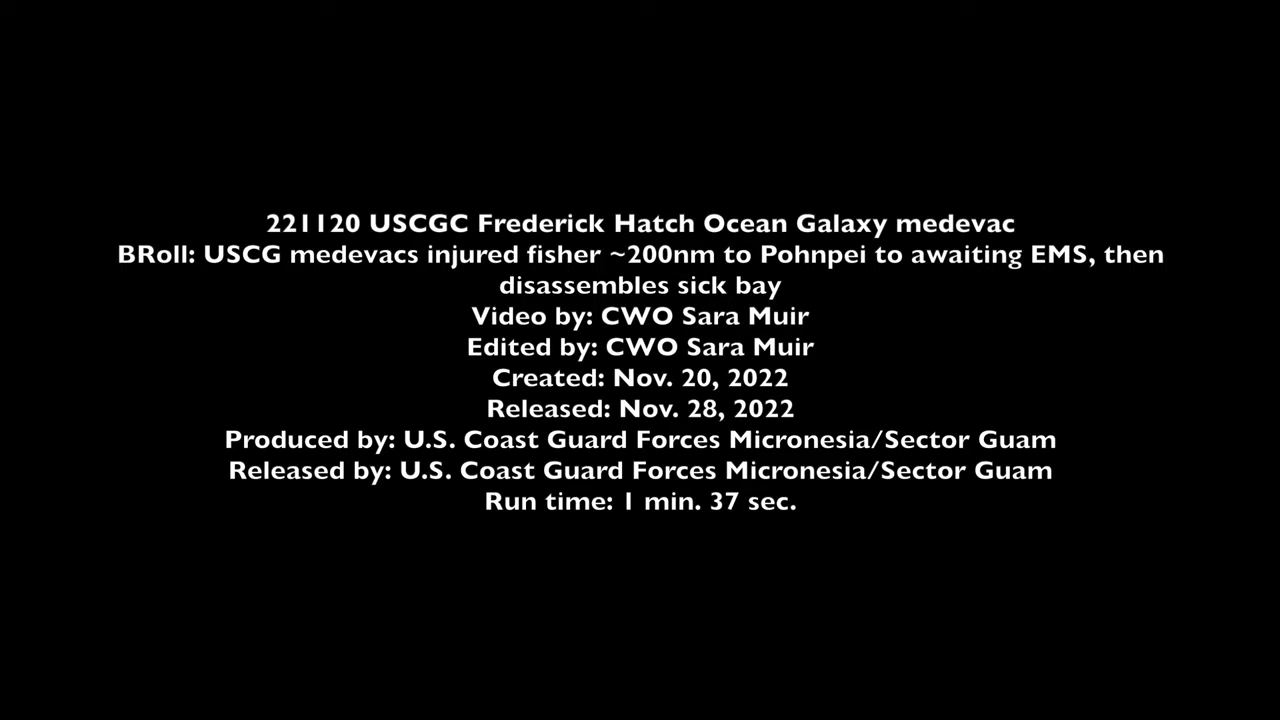 221120 USCGC Frederick Hatch Ocean Galaxy medevac
BRoll: USCG medevacs injured fisher ~200nm to Pohnpei to awaiting EMS, then
disassembles sick bay
Video by: CWO Sara Muir
Edited by: CWO Sara Muir
Created: Nov. 20, 2022
Released: Nov. 28, 2022
Produced by: U.S. Coast Guard Forces Micronesia/Sector Guam
Released by: U.S. Coast Guard Forces Micronesia/Sector Guam
Run time: 1 min. 37 sec.